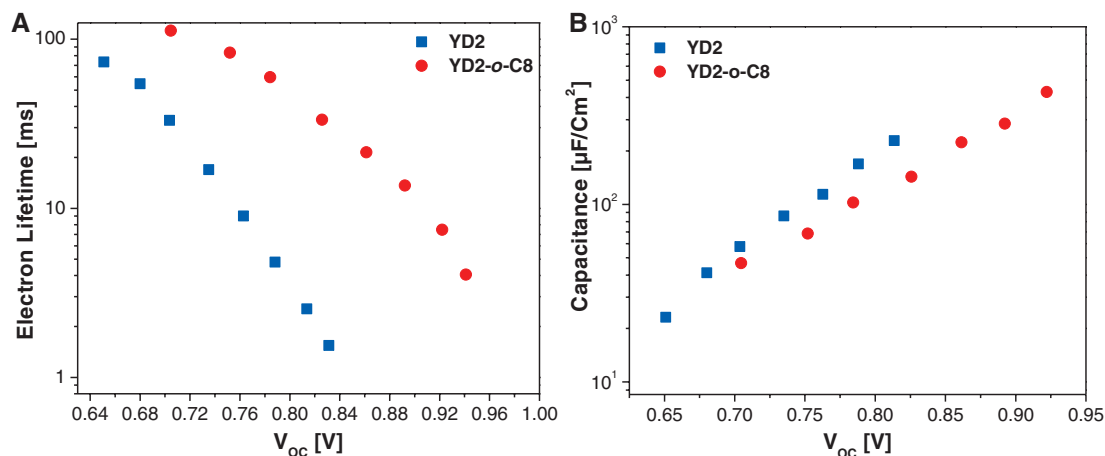 A
YD2
YD2-o-C8
Electron Lifetime [ms]
100
10
1
0.64 0.68 0.72 0.76 0.80 0.84 0.88 0.92 0.96 1.00
VOC [V]
B
YD2
YD2-o-C8
Capacitance [µF/Cm²]
10³
10²
10¹
0.65 0.70 0.75 0.80 0.85 0.90 0.95
VOC [V]